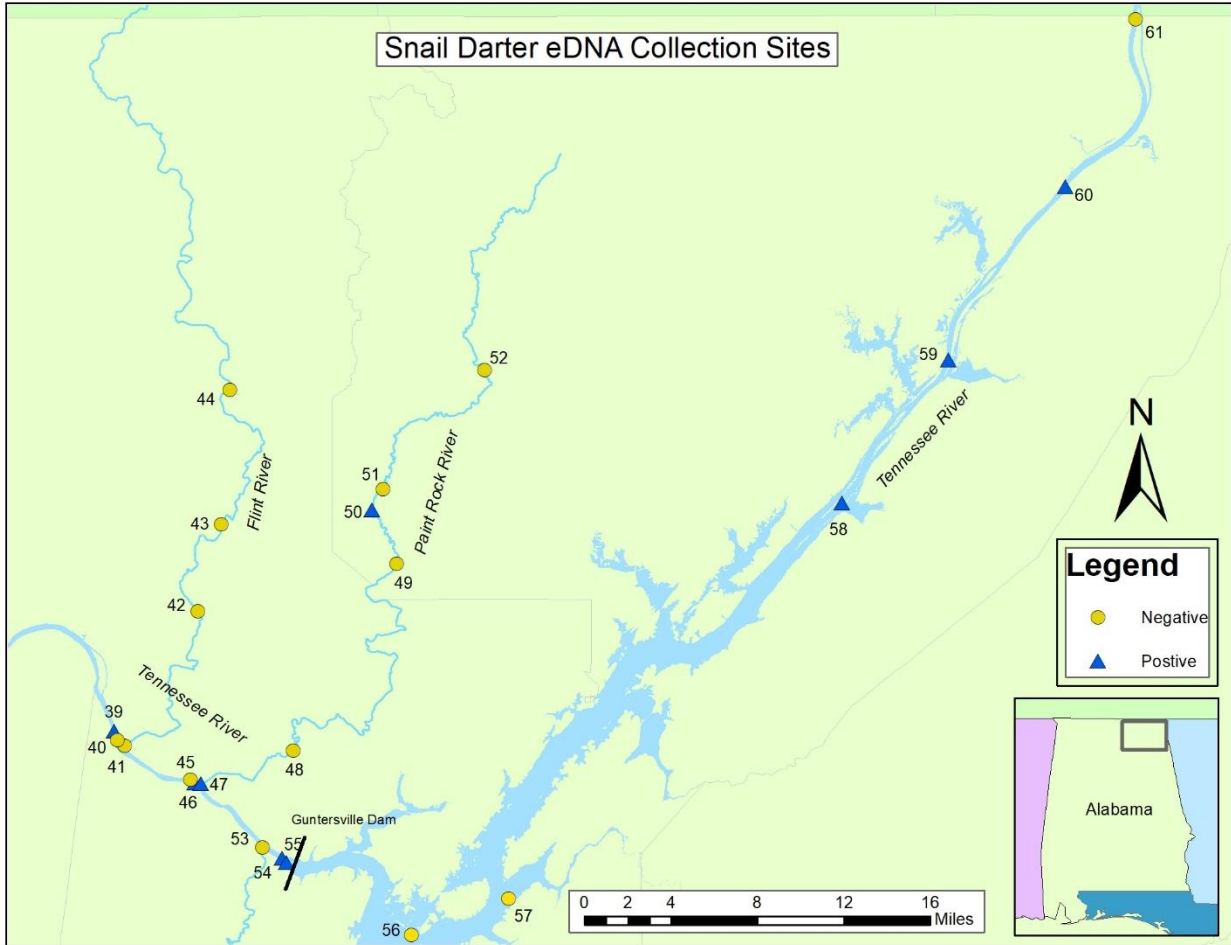 Snail Darter eDNA Collection Sites
61
60
59
52
44
51
50
58
43
49
42
39
40
41
48
45
47
46
53
55
54
57
56
Flint River
Paint Rock River
Tennessee River
Tennessee River
Guntersville Dam
N
Legend
Negative
Postive
0 2 4 8 12 16
Miles
Alabama